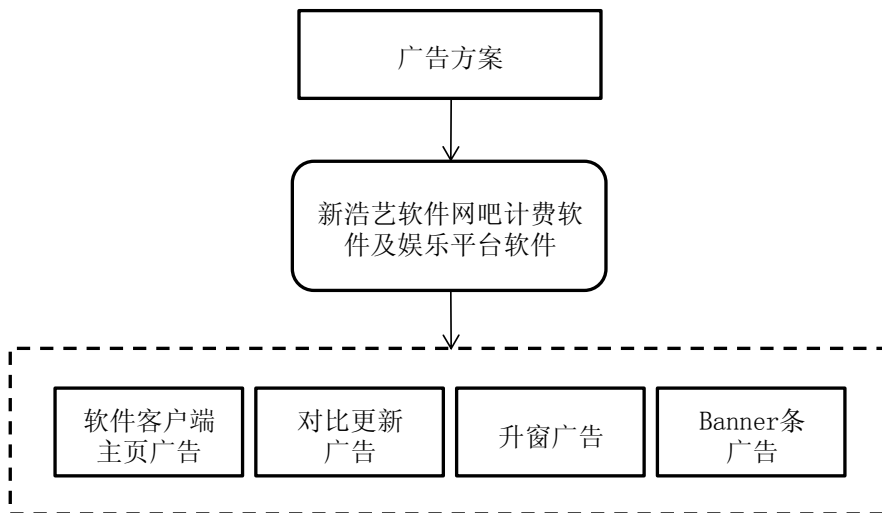 广告方案
新浩艺软件网吧计费软
件及娱乐平台软件
软件客户端
主页广告
对比更新
广告
升窗广告
Banner条
广告